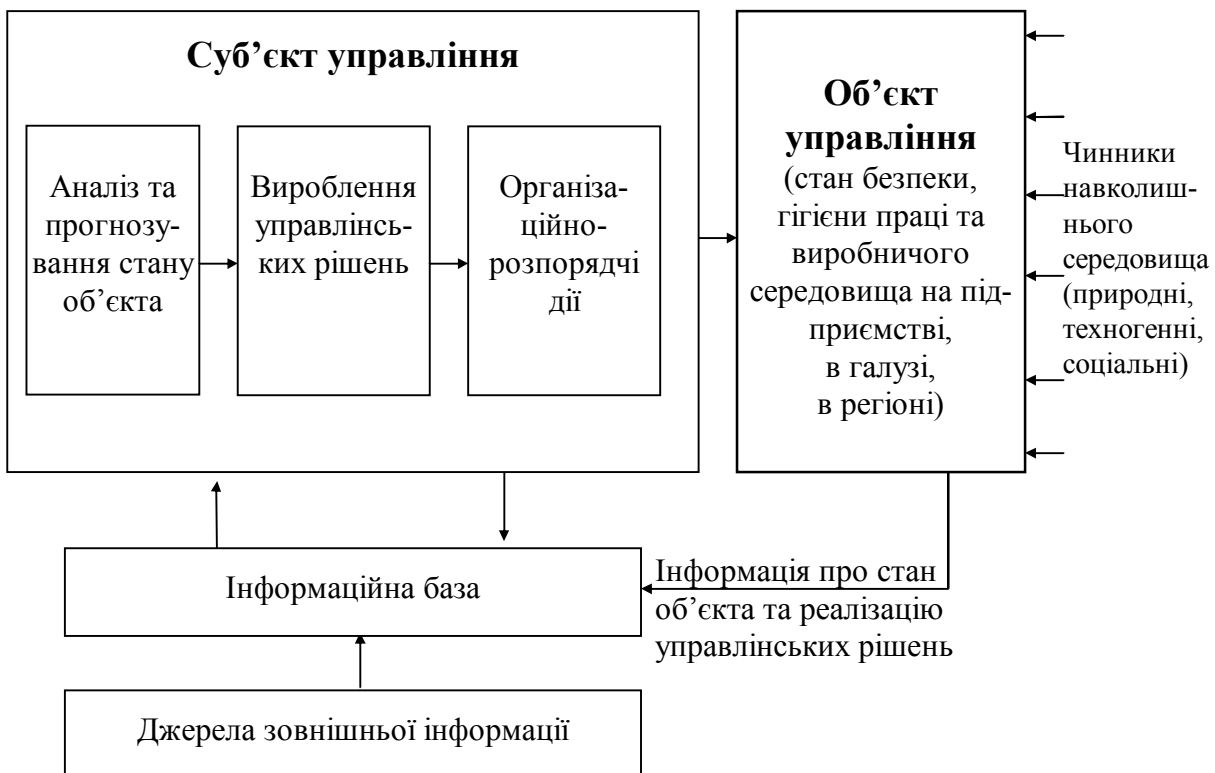 Суб’єкт управління
Аналіз та
прогнозу-
вання стану
об’єкта
Вироблення
управлінсь-
ких рішень
Організа-
ційно-
розпорядчі
дії
Об’єкт
управління
(стан безпеки,
гігієни праці та
виробничого
середовища на під-
приємстві,
в галузі,
в регіоні)
Чинники
навколиш-
нього
середовища
(природні,
техногенні,
соціальні)
Інформаційна база
Інформація про стан
об’єкта та реалізацію
управлінських рішень
Джерела зовнішньої інформації